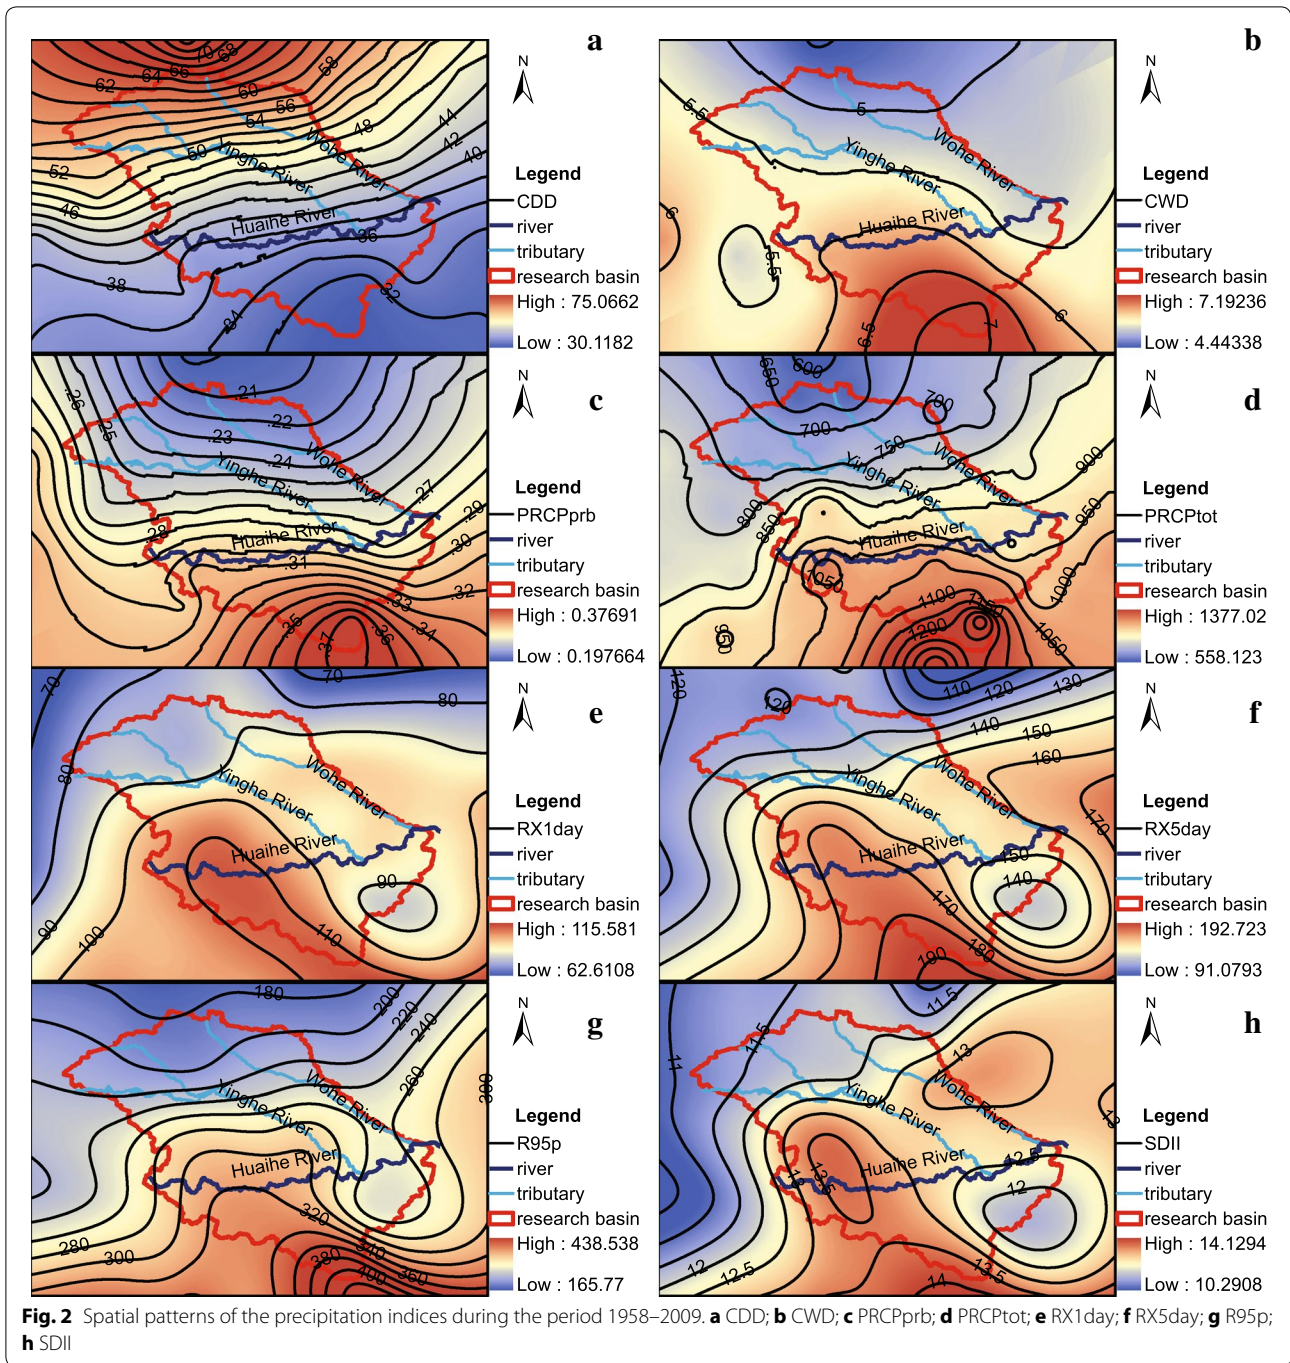 a
70 68
64 66
62
60
58
56
54
52
50
48
46
44
42
40
38
36
34
32
Yinghe River
Wohe River
Huaihe River
N
Legend
CDD
river
tributary
research basin
High : 75.0662
Low : 30.1182
b
5.5
5
6
5.5
6.5
7
6
Yinghe River
Wohe River
Huaihe River
N
Legend
CWD
river
tributary
research basin
High : 7.19236
Low : 4.44338
c
.26
.25
.21
.22
.23
.24
.27
.28
.29
.30
.31
.32
.33
.34
.35
.36
.37
Yinghe River
Wohe River
Huaihe River
N
Legend
PRCPprb
river
tributary
research basin
High : 0.37691
Low : 0.197664
d
650
600
700
700
750
800
850
900
950
950
1000
1050
1050
1100
1150
1200
Yinghe River
Wohe River
Huaihe River
N
Legend
PRCPtot
river
tributary
research basin
High : 1377.02
Low : 558.123
e
70
70
80
80
90
90
100
110
Yinghe River
Wohe River
Huaihe River
N
Legend
RX1day
river
tributary
research basin
High : 115.581
Low : 62.6108
f
120
120
110
120
130
140
150
160
170
150
140
170
180
190
Yinghe River
Wohe River
Huaihe River
N
Legend
RX5day
river
tributary
research basin
High : 192.723
Low : 91.0793
g
180
200
220
240
260
300
280
300
320
340
360
380
400
Yinghe River
Wohe River
Huaihe River
N
Legend
R95p
river
tributary
research basin
High : 438.538
Low : 165.77
h
11
11.5
11.5
13
13
12.5
12
13
13.5
12
12.5
13.5
14
Yinghe River
Wohe River
Huaihe River
N
Legend
SDII
river
tributary
research basin
High : 14.1294
Low : 10.2908
Fig. 2 Spatial patterns of the precipitation indices during the period 1958–2009. a CDD; b CWD; c PRCPprb; d PRCPtot; e RX1day; f RX5day; g R95p;
h SDII